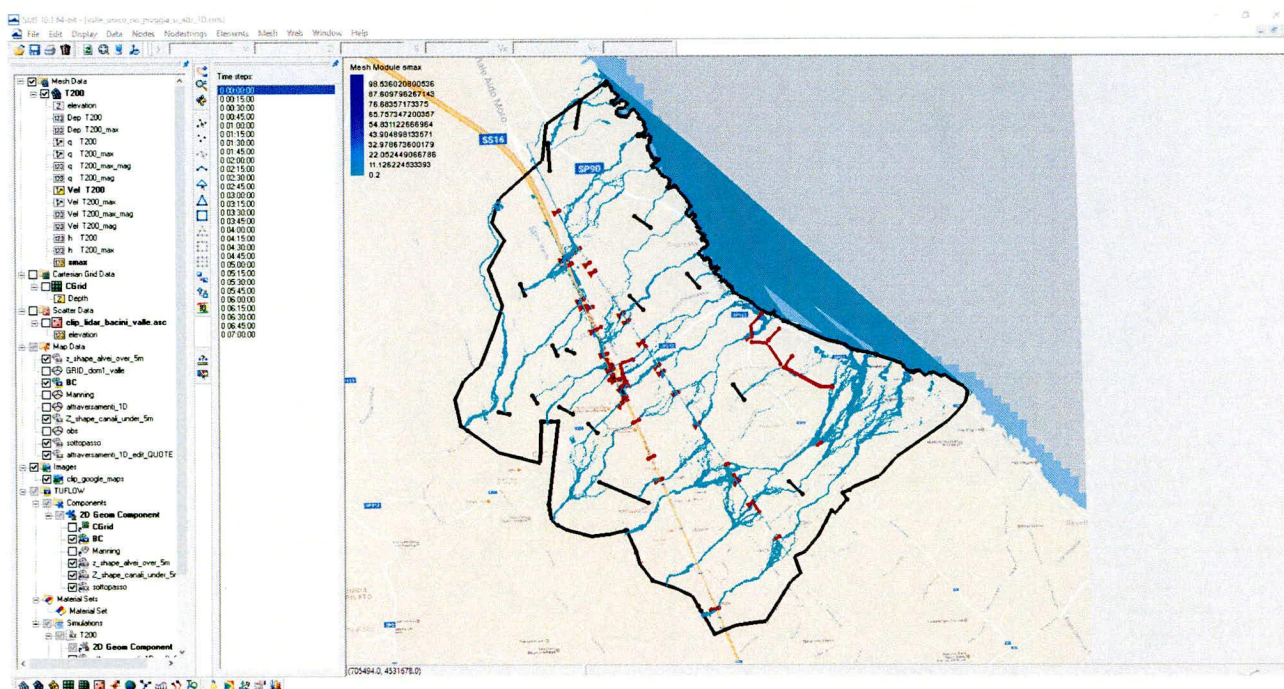 File Edit Display Data Nodes Nodestrings Elements Mesh Web Window Help
Mesh Data
T200
elevation
Dep T200
Dep T200_max
q T200
q T200_max
q T200_max_mag
q T200_mag
Vel T200
Vel T200_max
Vel T200_max_mag
Vel T200_mag
h T200
h T200_max
smax
Cartesian Grid Data
CGrid
Depth
Scatter Data
clip_lidar_bacini_valle.asc
elevation
Map Data
z_shape_alvei_over_5m
GRID_dom1_valle
BC
Manning
attraversamenti_1D
Z_shape_canali_under_5m
obs
sottopasso
attraversamenti_1D_edit_QUOTE
Images
clip_google_maps
TUFLOW
Components
2D Geom Component
CGrid
BC
Manning
z_shape_alvei_over_5m
Z_shape_canali_under_5r
sottopasso
Material Sets
Material Set
Simulations
T200
2D Geom Component
Time steps:
0 00:00:00
0 00:15:00
0 00:30:00
0 00:45:00
0 01:00:00
0 01:15:00
0 01:30:00
0 01:45:00
0 02:00:00
0 02:15:00
0 02:30:00
0 02:45:00
0 03:00:00
0 03:15:00
0 03:30:00
0 03:45:00
0 04:00:00
0 04:15:00
0 04:30:00
0 04:45:00
0 05:00:00
0 05:15:00
0 05:30:00
0 05:45:00
0 06:00:00
0 06:15:00
0 06:30:00
0 06:45:00
0 07:00:00
Mesh Module smax
98.536020800536
87.609796267143
76.68357173375
65.757347200357
54.831122666964
43.904898133571
32.978673600179
22.052449066786
11.126224533393
0.2
SS16
SP90
(705494.0, 4531678.0)